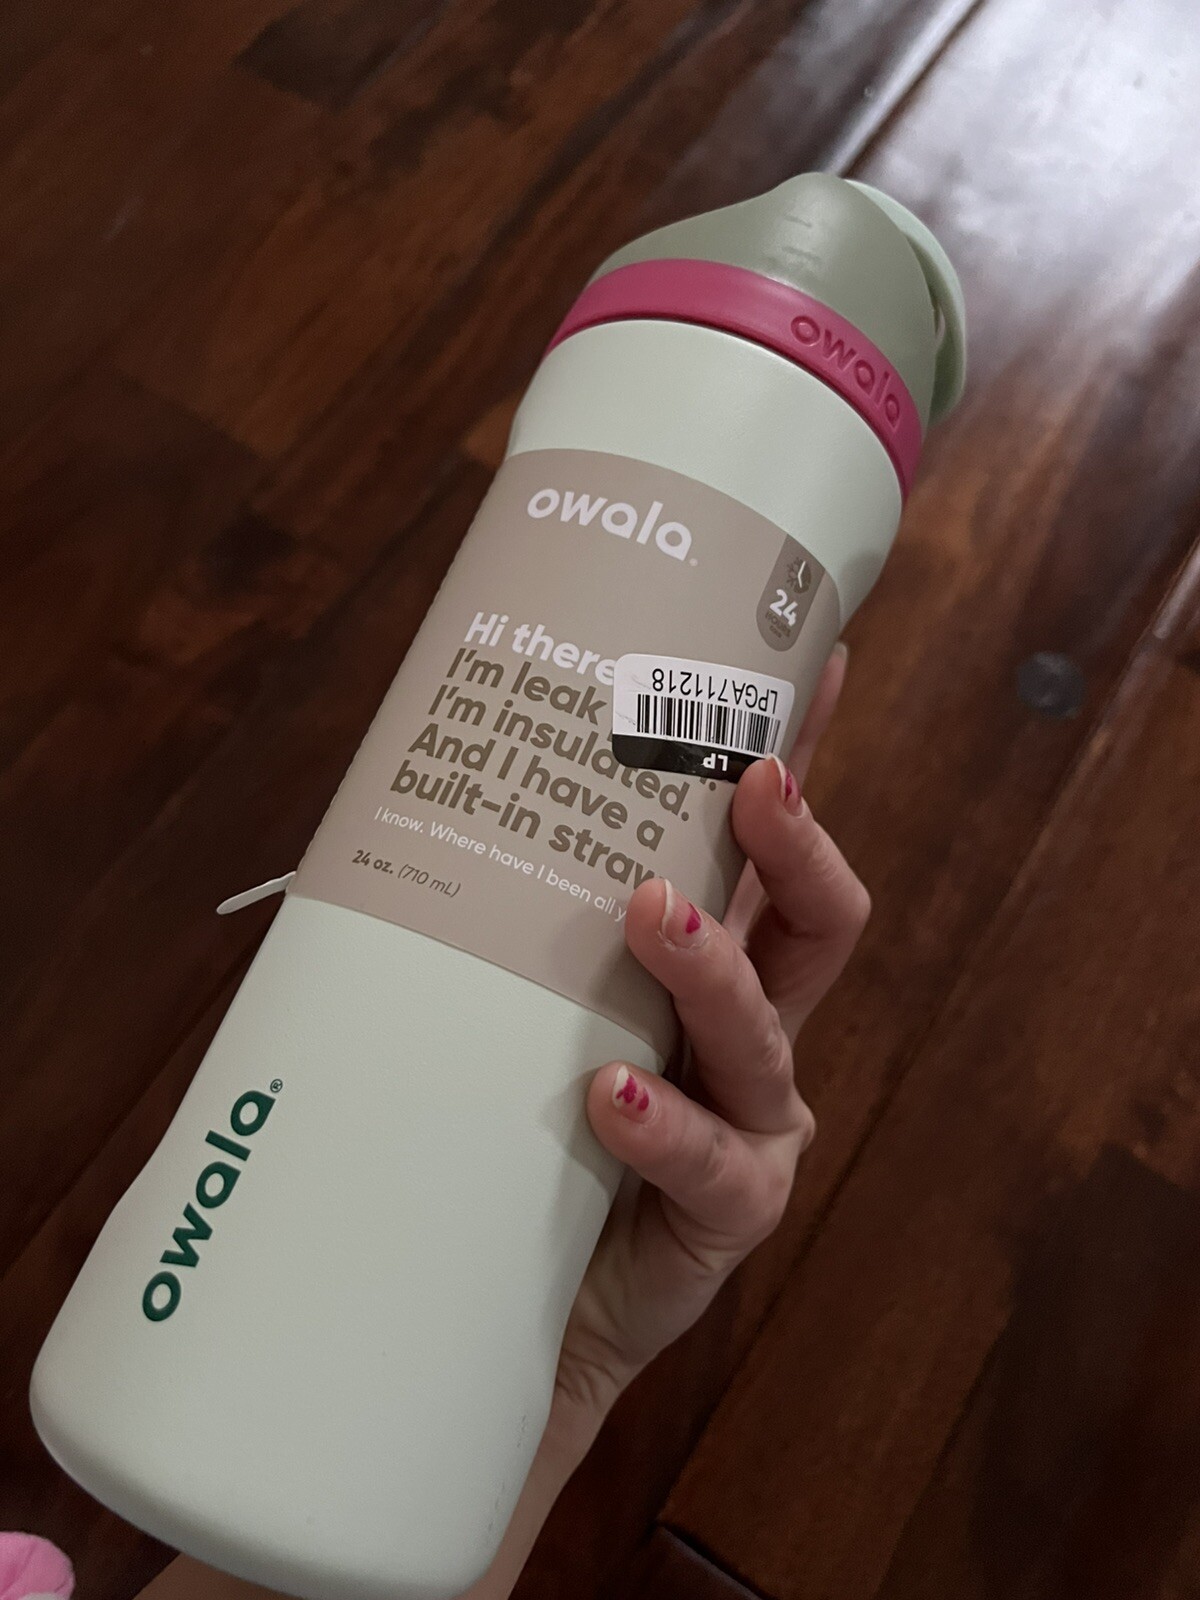 owala
owala®
24
HOURS
Hi there
I'm leak
I'm insulated.
And I have a
built-in straw
I know. Where have I been all y
24 oz. (710 mL)
LP
LPGA711218
owala®